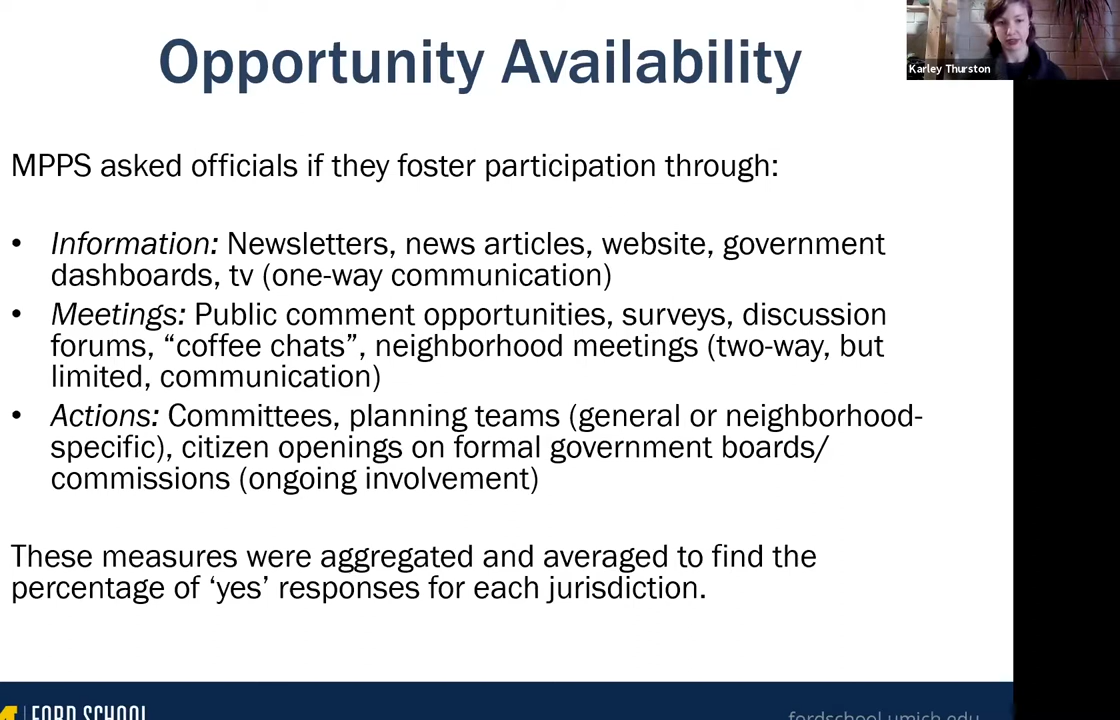 Opportunity Availability
Karley Thurston
MPPS asked officials if they foster participation through:
• Information: Newsletters, news articles, website, government
dashboards, tv (one-way communication)
• Meetings: Public comment opportunities, surveys, discussion
forums, “coffee chats”, neighborhood meetings (two-way, but
limited, communication)
• Actions: Committees, planning teams (general or neighborhood-
specific), citizen openings on formal government boards/
commissions (ongoing involvement)
These measures were aggregated and averaged to find the
percentage of ‘yes’ responses for each jurisdiction.
FORD SCHOOL
fordschool.umich.edu